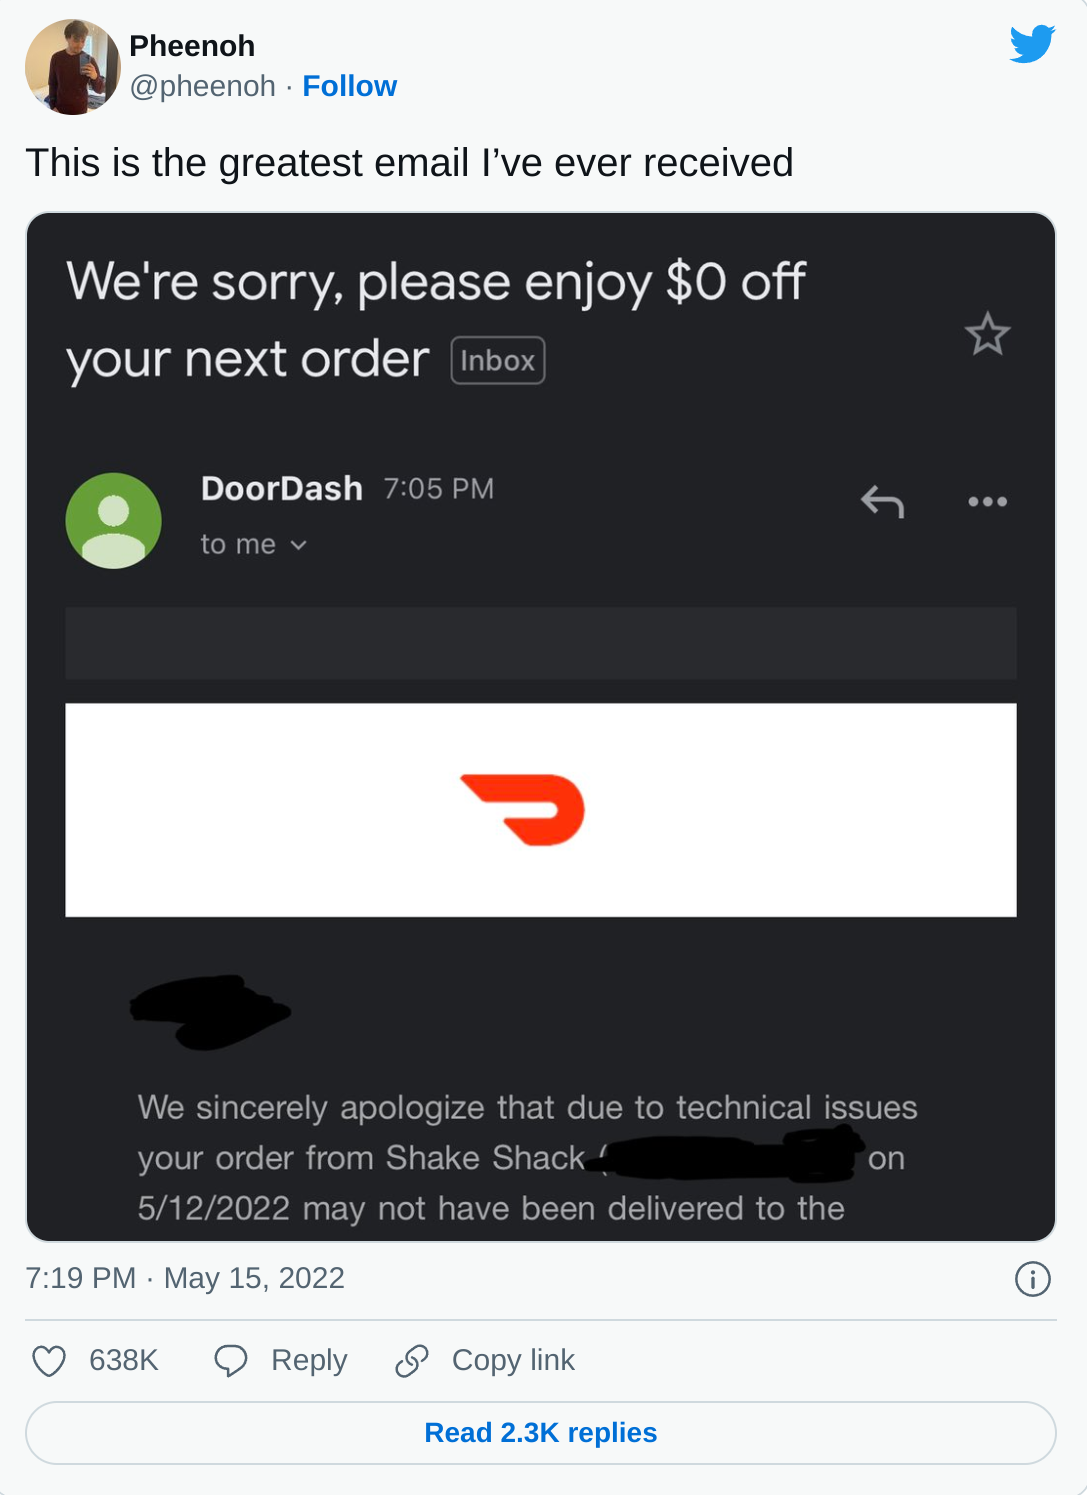 Pheenoh
@pheenoh · Follow
This is the greatest email I’ve ever received
We're sorry, please enjoy $0 off
your next order Inbox
DoorDash 7:05 PM
to me
We sincerely apologize that due to technical issues
your order from Shake Shack ( on
5/12/2022 may not have been delivered to the
7:19 PM · May 15, 2022
638K Reply Copy link
Read 2.3K replies